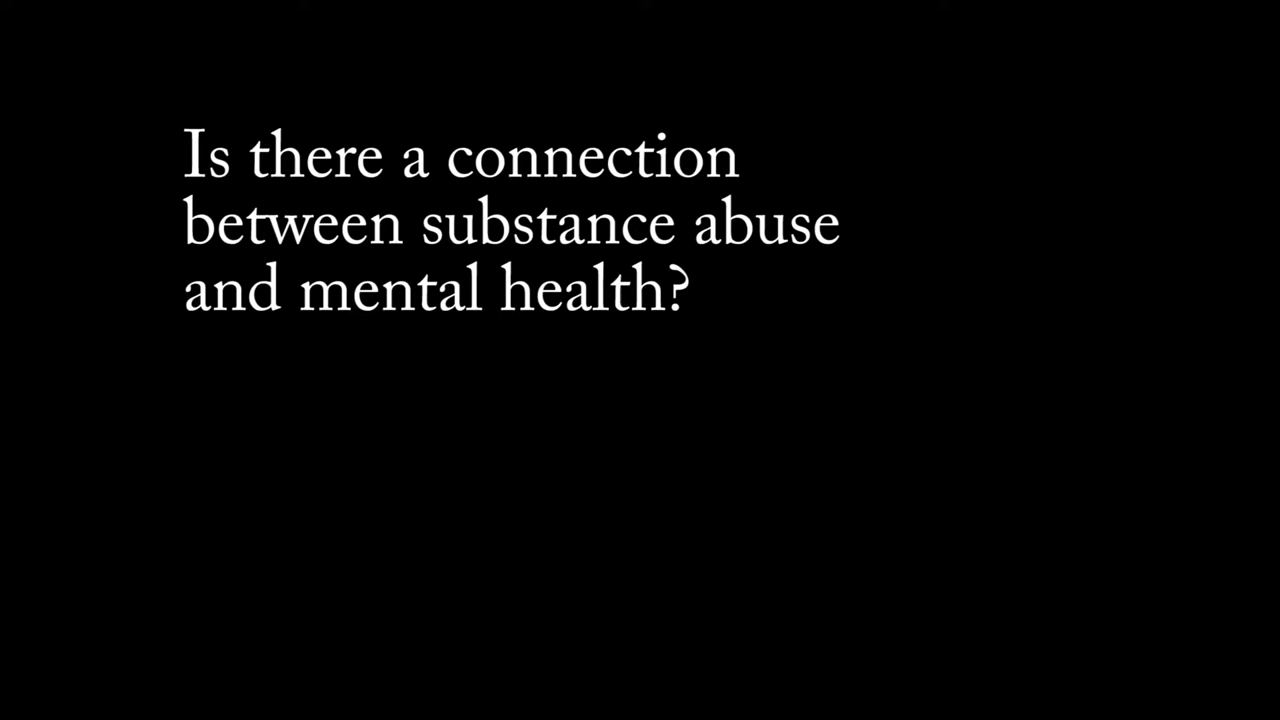 Is there a connection
between substance abuse
and mental health?